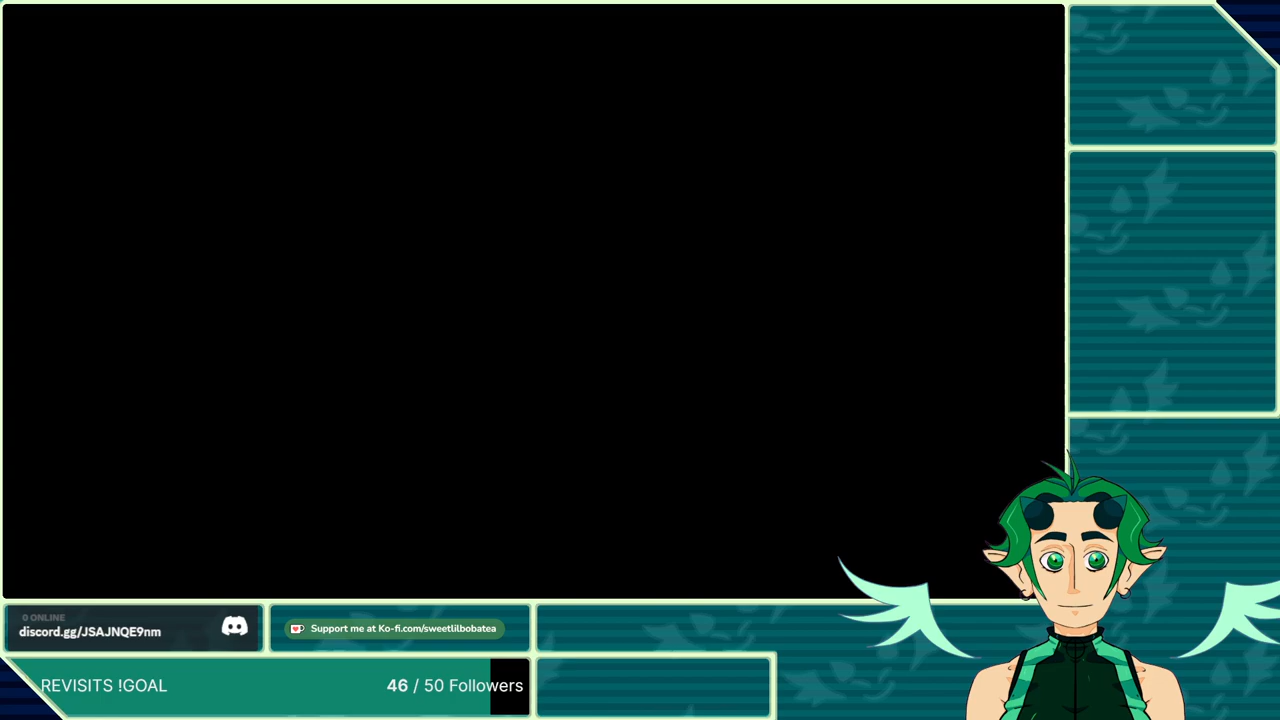 0 ONLINE
discord.gg/JSAJNQE9nm
Support me at Ko-fi.com/sweetlilbobatea
REVISITS !GOAL
46 / 50 Followers